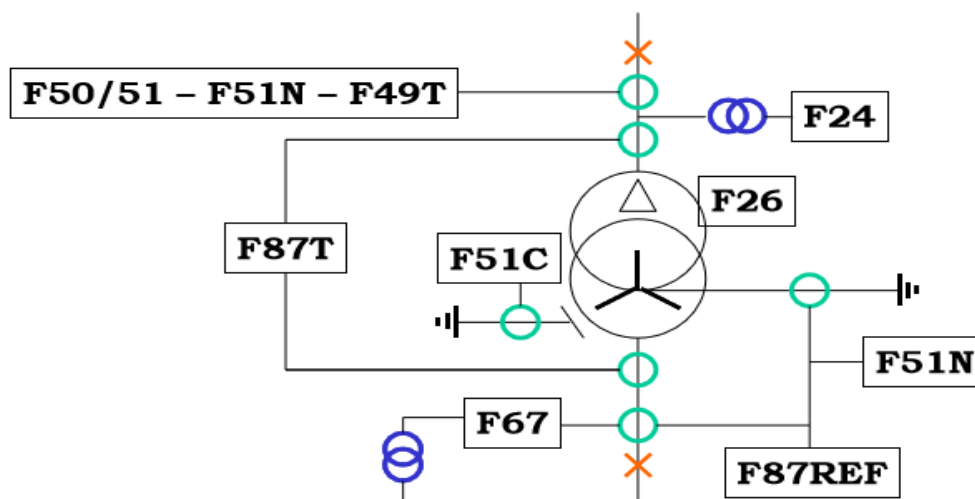 F50/51 – F51N – F49T
F24
F26
F87T
F51C
F51N
F67
F87REF